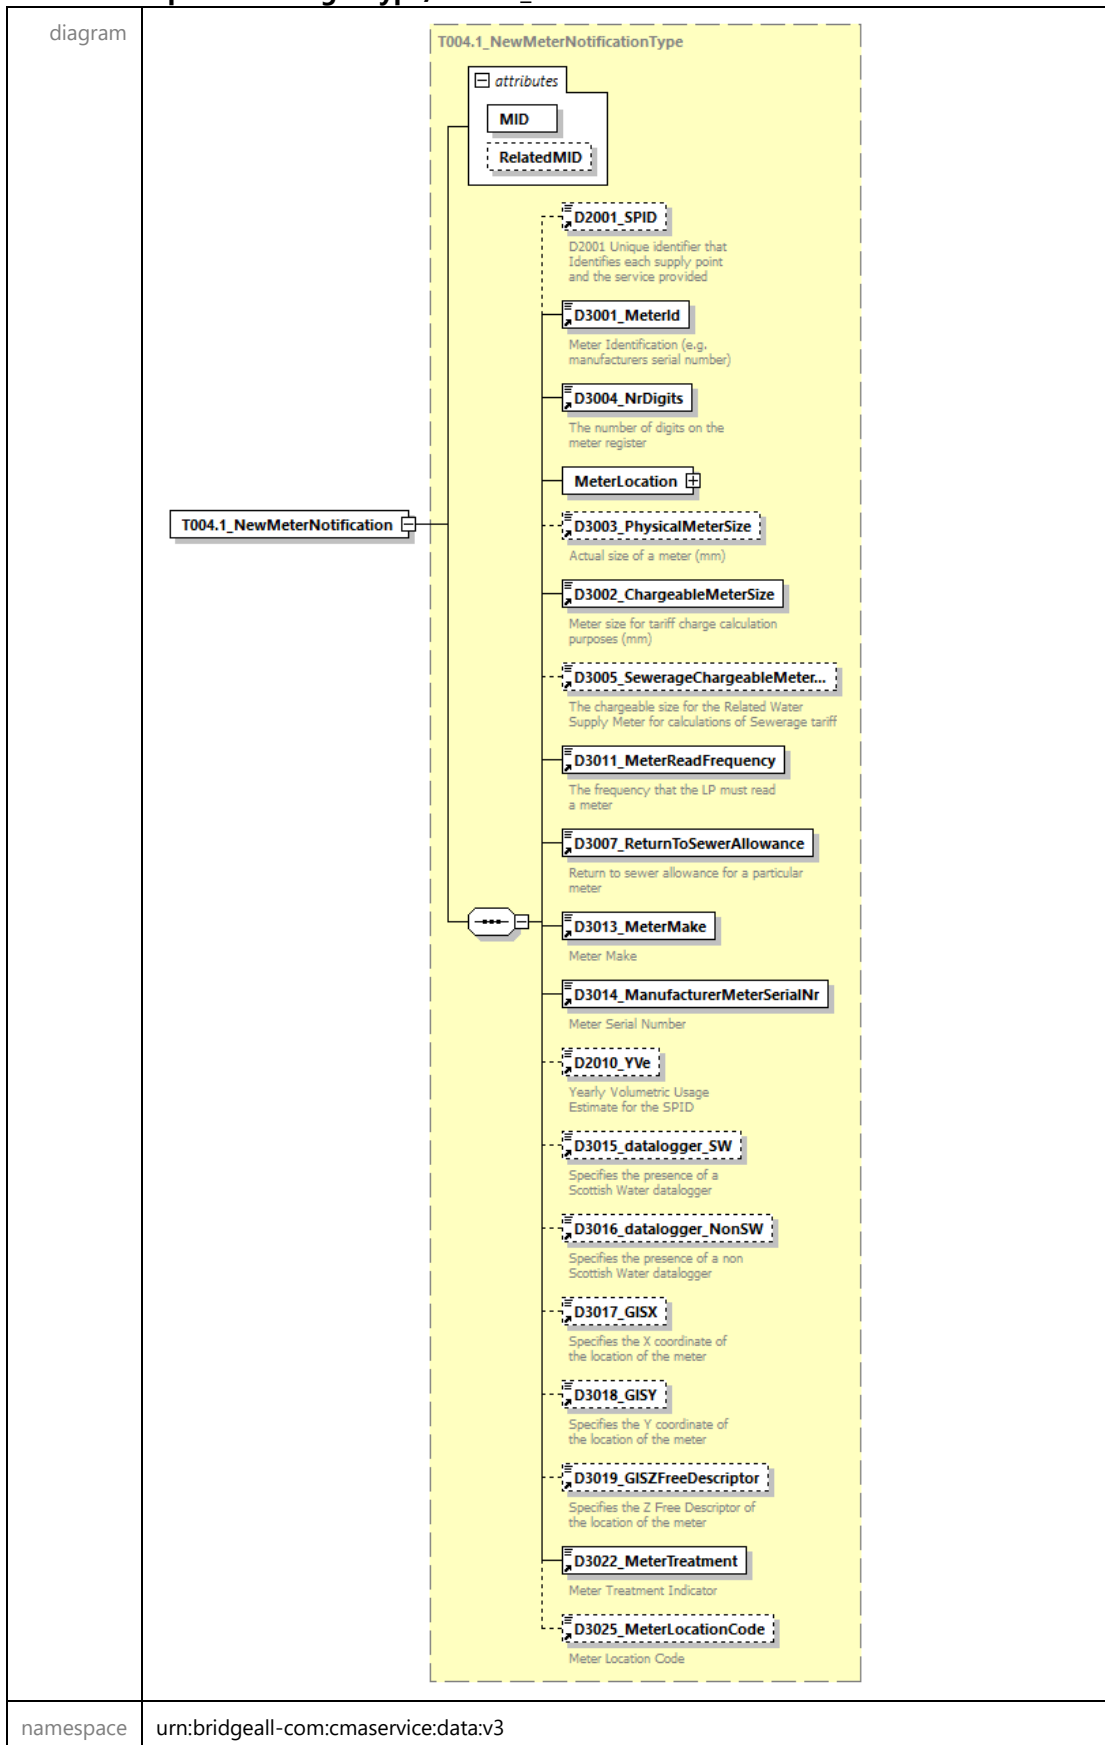 diagram
T004.1_NewMeterNotificationType
attributes
MID
RelatedMID
D2001_SPID
D2001 Unique identifier that
Identifies each supply point
and the service provided
D3001_MeterId
Meter Identification (e.g.
manufacturers serial number)
D3004_NrDigits
The number of digits on the
meter register
MeterLocation
T004.1_NewMeterNotification
D3003_PhysicalMeterSize
Actual size of a meter (mm)
D3002_ChargeableMeterSize
Meter size for tariff charge calculation
purposes (mm)
D3005_SewerageChargeableMeter...
The chargeable size for the Related Water
Supply Meter for calculations of Sewerage tariff
D3011_MeterReadFrequency
The frequency that the LP must read
a meter
D3007_ReturnToSewerAllowance
Return to sewer allowance for a particular
meter
D3013_MeterMake
Meter Make
D3014_ManufacturerMeterSerialNr
Meter Serial Number
D2010_YVe
Yearly Volumetric Usage
Estimate for the SPID
D3015_datalogger_SW
Specifies the presence of a
Scottish Water datalogger
D3016_datalogger_NonSW
Specifies the presence of a non
Scottish Water datalogger
D3017_GISX
Specifies the X coordinate of
the location of the meter
D3018_GISY
Specifies the Y coordinate of
the location of the meter
D3019_GISZFreeDescriptor
Specifies the Z Free Descriptor of
the location of the meter
D3022_MeterTreatment
Meter Treatment Indicator
D3025_MeterLocationCode
Meter Location Code
namespace
urn:bridgeall-com:cmaservice:data:v3